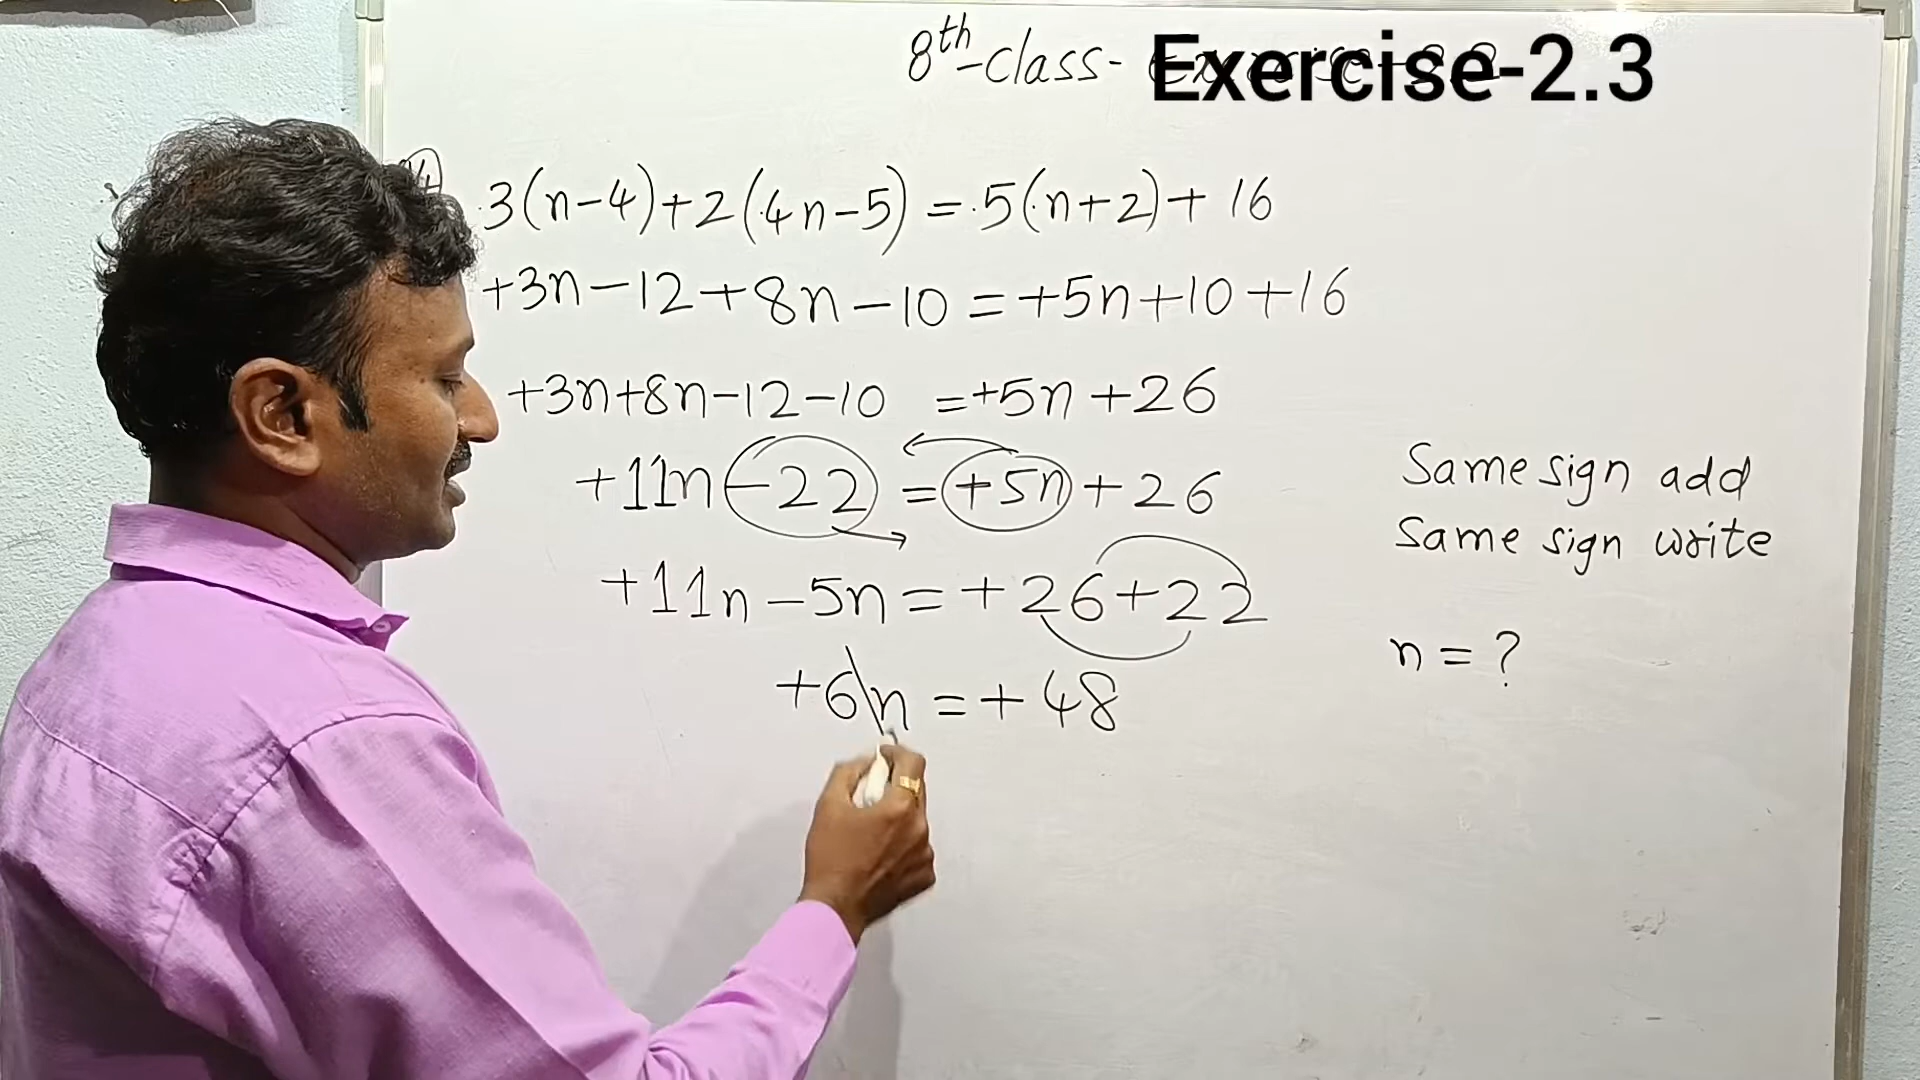 8th-class- Exercise-2.3
3(n-4)+2(4n-5) = 5(n+2)+16
+3n-12+8n-10 = +5n+10+16
+3n+8n-12-10 = +5n+26
+11n-22 = +5n+26
+11n-5n = +26+22
+6n = +48
Same sign add
Same sign write
n = ?